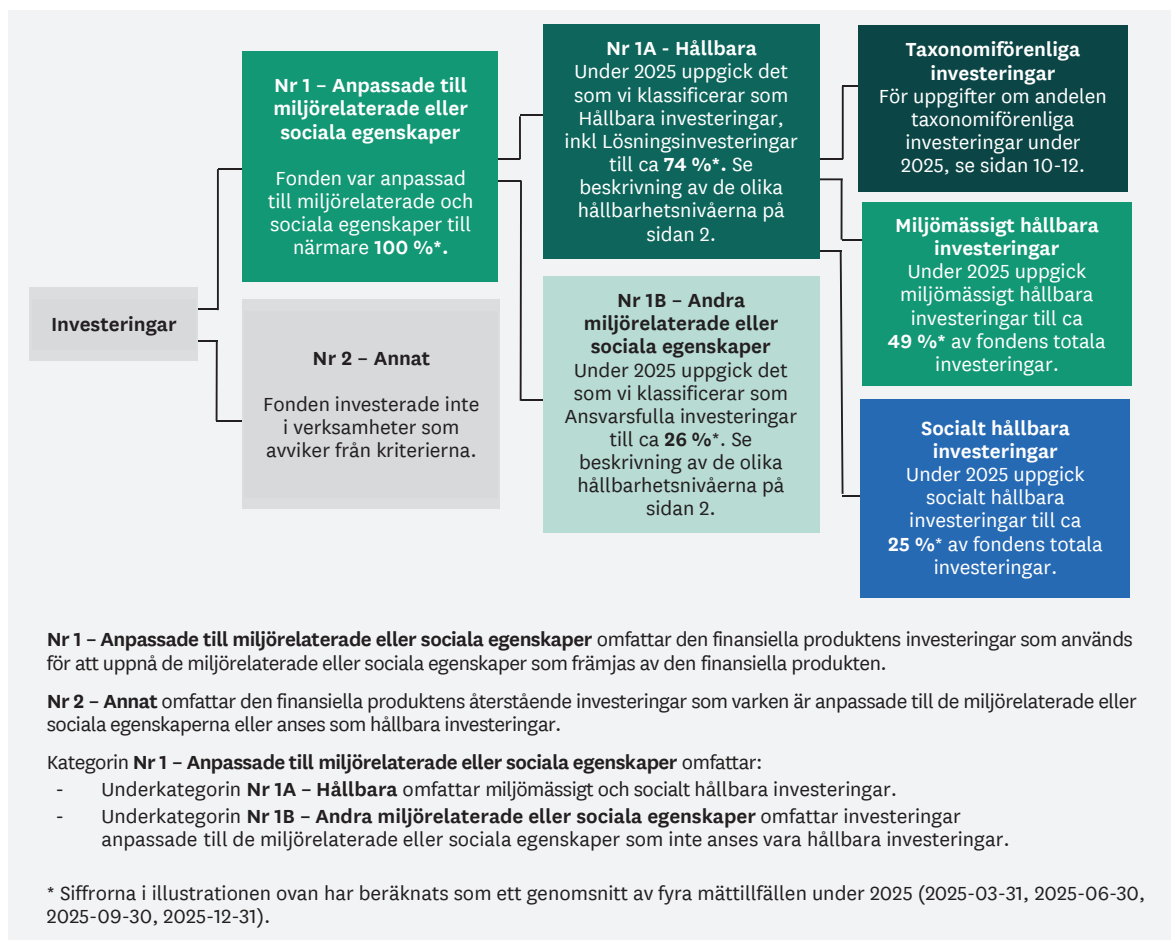 Investeringar
Nr 1 – Anpassade till
miljörelaterade eller
sociala egenskaper
Fonden var anpassad
till miljörelaterade och
sociala egenskaper till
närmare 100 %*.
Nr 2 – Annat
Fonden investerade inte
i verksamheter som
avviker från kriterierna.
Nr 1A - Hållbara
Under 2025 uppgick det
som vi klassificerar som
Hållbara investeringar,
inkl Lösningsinvesteringar
till ca 74 %*. Se
beskrivning av de olika
hållbarhetsnivåerna på
sidan 2.
Nr 1B – Andra
miljörelaterade eller
sociala egenskaper
Under 2025 uppgick det
som vi klassificerar som
Ansvarsfulla investeringar
till ca 26 %*. Se
beskrivning av de olika
hållbarhetsnivåerna på
sidan 2.
Taxonomiförenliga
investeringar
För uppgifter om andelen
taxonomiförenliga
investeringar under
2025, se sidan 10-12.
Miljömässigt hållbara
investeringar
Under 2025 uppgick
miljömässigt hållbara
investeringar till ca
49 %* av fondens totala
investeringar.
Socialt hållbara
investeringar
Under 2025 uppgick
socialt hållbara
investeringar till ca
25 %* av fondens totala
investeringar.
Nr 1 – Anpassade till miljörelaterade eller sociala egenskaper omfattar den finansiella produktens investeringar som används
för att uppnå de miljörelaterade eller sociala egenskaper som främjas av den finansiella produkten.
Nr 2 – Annat omfattar den finansiella produktens återstående investeringar som varken är anpassade till de miljörelaterade eller
sociala egenskaperna eller anses som hållbara investeringar.
Kategorin Nr 1 – Anpassade till miljörelaterade eller sociala egenskaper omfattar:
- Underkategorin Nr 1A – Hållbara omfattar miljömässigt och socialt hållbara investeringar.
- Underkategorin Nr 1B – Andra miljörelaterade eller sociala egenskaper omfattar investeringar
anpassade till de miljörelaterade eller sociala egenskaper som inte anses vara hållbara investeringar.
* Siffrorna i illustrationen ovan har beräknats som ett genomsnitt av fyra mättillfällen under 2025 (2025-03-31, 2025-06-30,
2025-09-30, 2025-12-31).